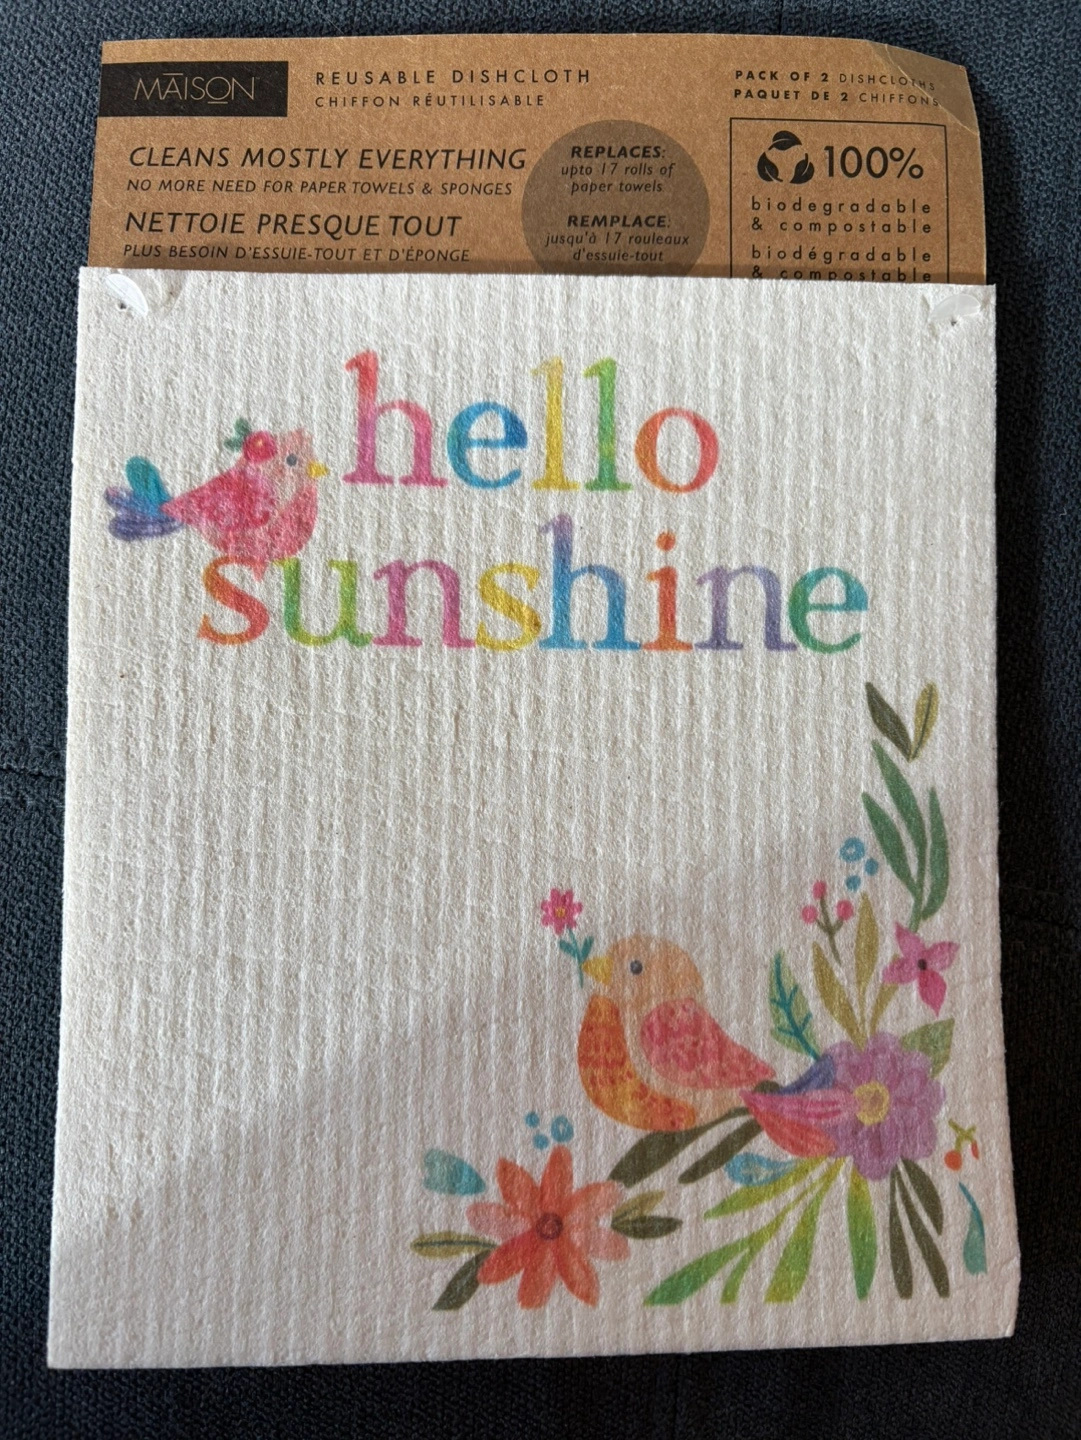 MĀISON
REUSABLE DISHCLOTH
CHIFFON RÉUTILISABLE
CLEANS MOSTLY EVERYTHING
NO MORE NEED FOR PAPER TOWELS & SPONGES
NETTOIE PRESQUE TOUT
PLUS BESOIN D'ESSUIE-TOUT ET D'ÉPONGE
REPLACES:
upto 17 rolls of
paper towels
REMPLACE:
jusqu'à 17 rouleaux
d'essuie-tout
PACK OF 2 DISHCLOTHS
PAQUET DE 2 CHIFFONS
100%
biodegradable
& compostable
biodégradable
& compostable
hello
sunshine